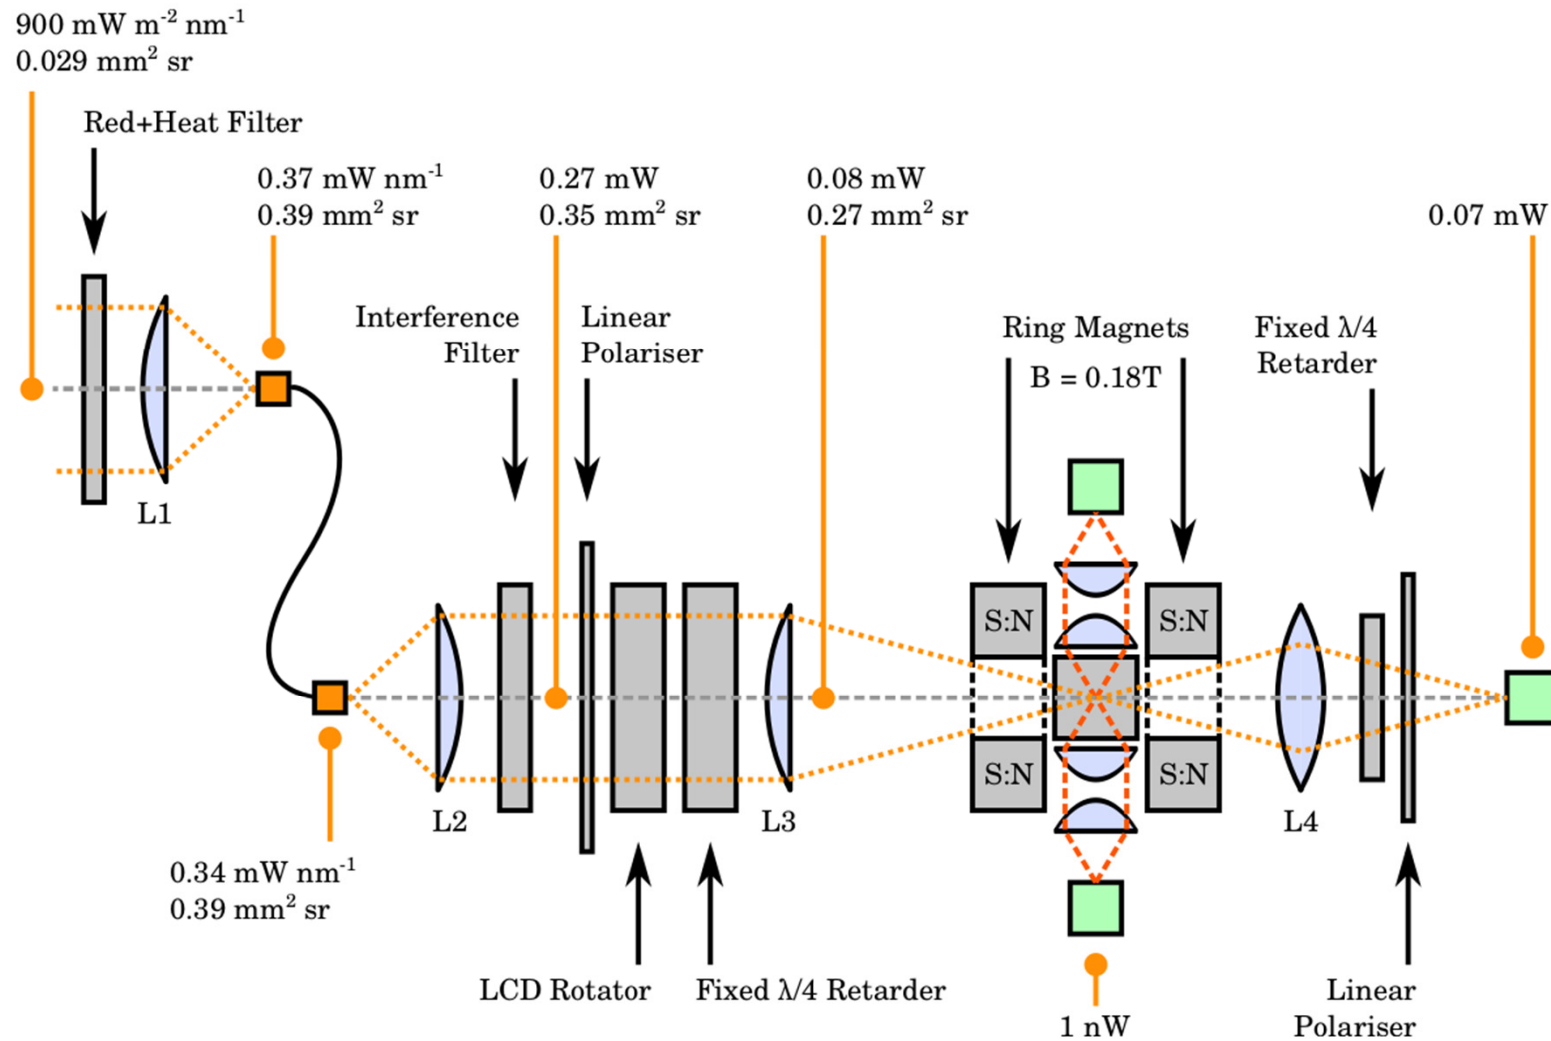 900 mW m⁻² nm⁻¹
0.029 mm² sr
Red+Heat Filter
0.37 mW nm⁻¹
0.39 mm² sr
0.27 mW
0.35 mm² sr
0.08 mW
0.27 mm² sr
0.07 mW
Interference
Filter
Linear
Polariser
Ring Magnets
B = 0.18T
Fixed λ/4
Retarder
L1
S:N
S:N
S:N
S:N
L2
L3
L4
0.34 mW nm⁻¹
0.39 mm² sr
LCD Rotator
Fixed λ/4 Retarder
1 nW
Linear
Polariser